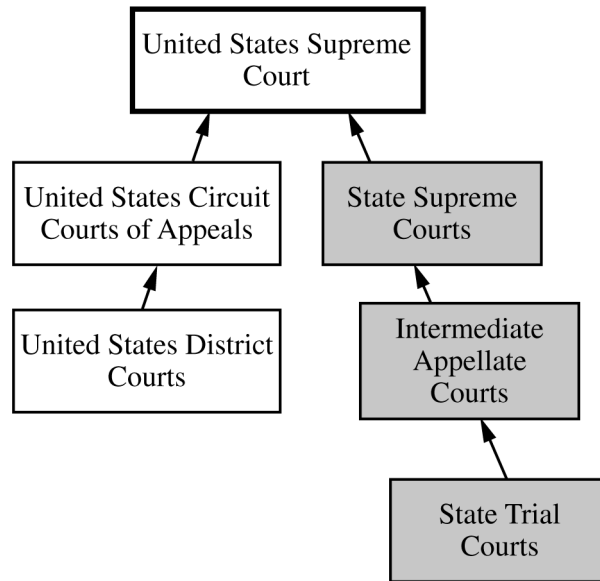 United States Supreme
Court
United States Circuit
Courts of Appeals
State Supreme
Courts
United States District
Courts
Intermediate
Appellate
Courts
State Trial
Courts